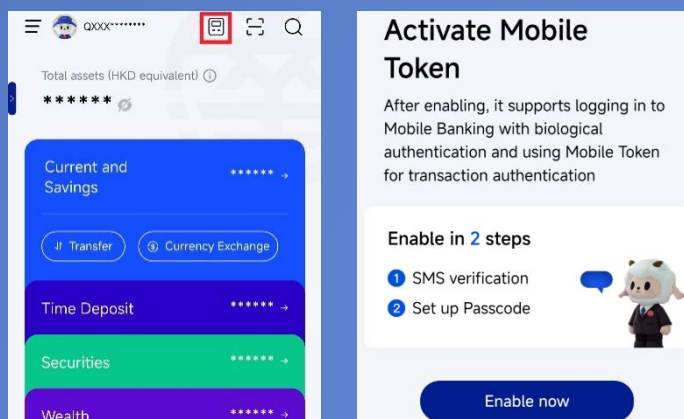 QXXX********
Total assets (HKD equivalent)
******
Current and
Savings
****** →
Transfer
Currency Exchange
Time Deposit
****** →
Securities
****** →
Wealth
****** →
Activate Mobile
Token
After enabling, it supports logging in to
Mobile Banking with biological
authentication and using Mobile Token
for transaction authentication
Enable in 2 steps
1 SMS verification
2 Set up Passcode
Enable now